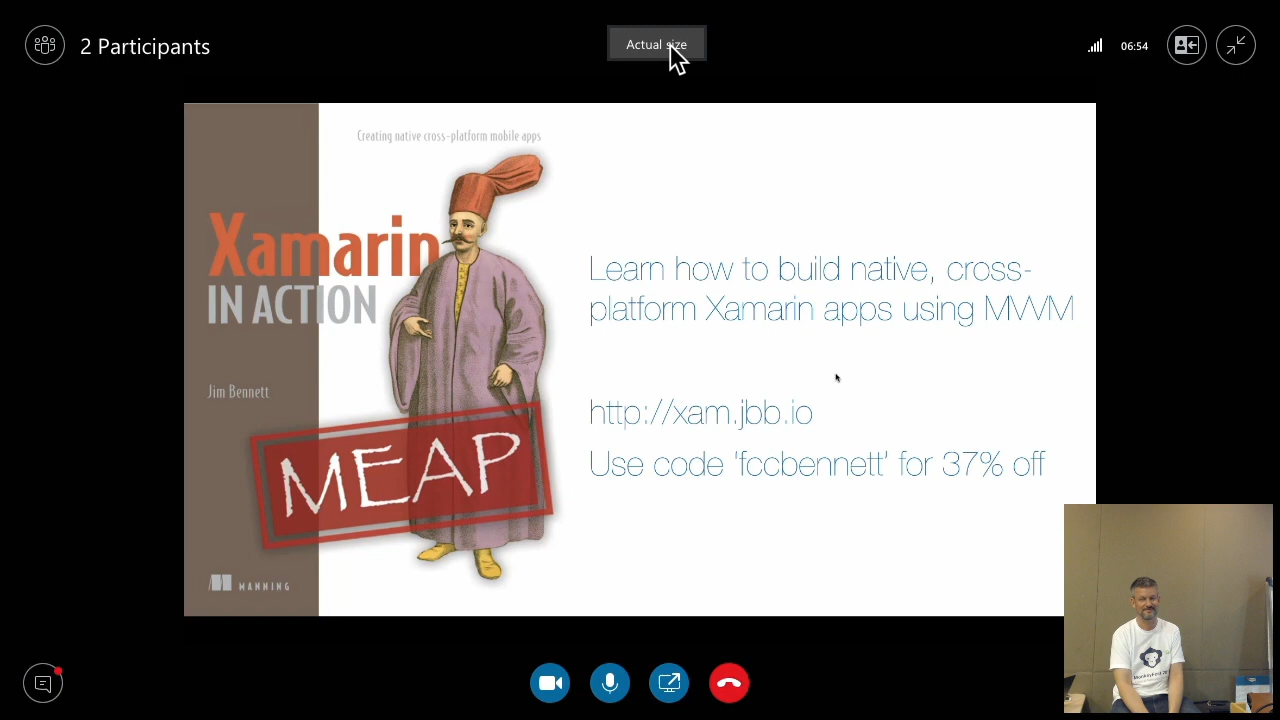 2 Participants
Actual size
06:54
Creating native cross-platform mobile apps
Xamarin
IN ACTION
Jim Bennett
MEAP
MANNING
Learn how to build native, cross-
platform Xamarin apps using MVVM
http://xam.jbb.io
Use code 'fccbennett' for 37% off